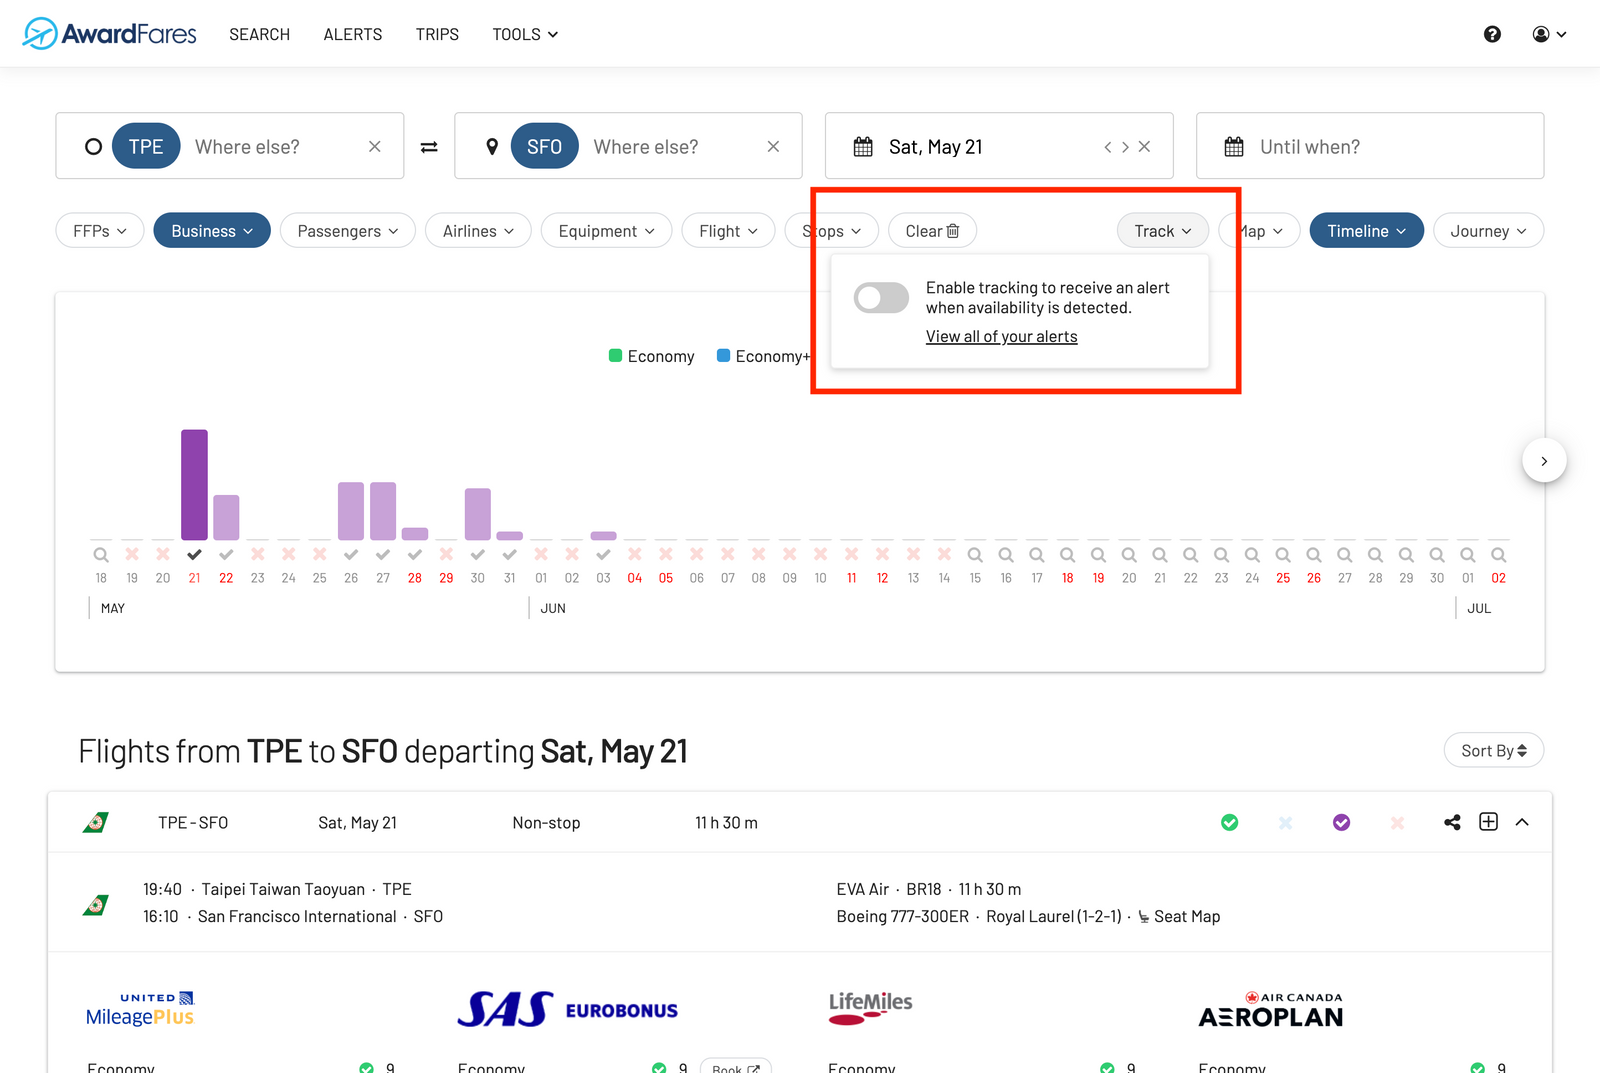 AwardFares SEARCH ALERTS TRIPS TOOLS
TPE Where else? SFO Where else? Sat, May 21 Until when?
FFPs Business Passengers Airlines Equipment Flight Stops Clear Track Map Timeline Journey
Enable tracking to receive an alert
when availability is detected.
View all of your alerts
Economy Economy+
18 19 20 21 22 23 24 25 26 27 28 29 30 31 01 02 03 04 05 06 07 08 09 10 11 12 13 14 15 16 17 18 19 20 21 22 23 24 25 26 27 28 29 30 01 02
MAY JUN JUL
Flights from TPE to SFO departing Sat, May 21 Sort By
TPE - SFO Sat, May 21 Non-stop 11 h 30 m
19:40 · Taipei Taiwan Taoyuan · TPE EVA Air · BR18 · 11 h 30 m
16:10 · San Francisco International · SFO Boeing 777-300ER · Royal Laurel (1-2-1) · Seat Map
UNITED
MileagePlus
SAS EUROBONUS
LifeMiles
AIR CANADA
AEROPLAN
Economy 9 Economy 9 Book Economy 9 Economy 9